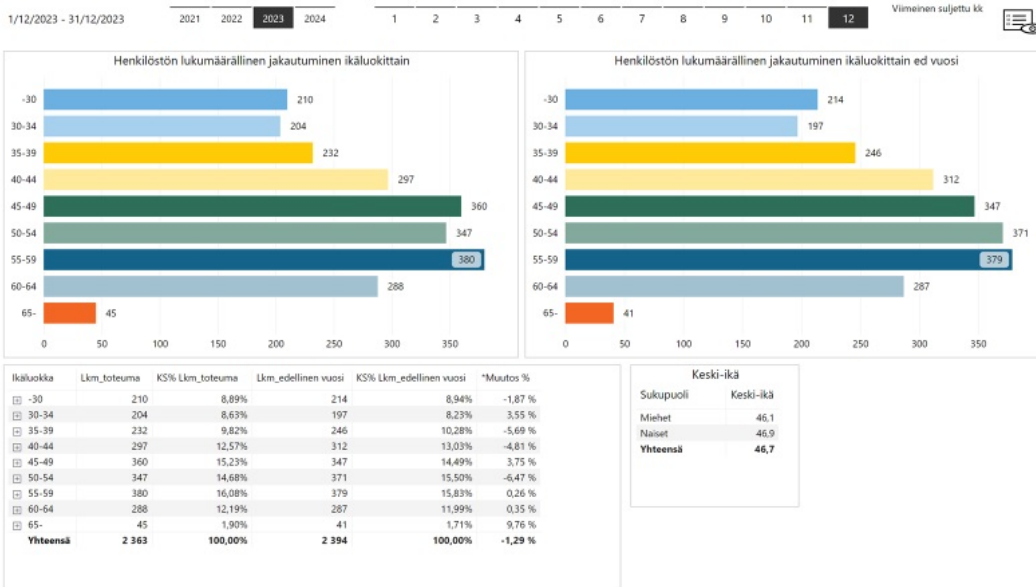 1/12/2023 - 31/12/2023
2021 2022 2023 2024
1 2 3 4 5 6 7 8 9 10 11 12
Viimeinen suljettu kk
Henkilöstön lukumäärällinen jakautuminen ikäluokittain
-30 210
30-34 204
35-39 232
40-44 297
45-49 360
50-54 347
55-59 380
60-64 288
65- 45
0 50 100 150 200 250 300 350
Henkilöstön lukumäärällinen jakautuminen ikäluokittain ed vuosi
-30 214
30-34 197
35-39 246
40-44 312
45-49 347
50-54 371
55-59 379
60-64 287
65- 41
0 50 100 150 200 250 300 350
Ikäluokka Lkm_toteuma KS% Lkm_toteuma Lkm_edellinen vuosi KS% Lkm_edellinen vuosi *Muutos %
-30 210 8,89% 214 8,94% -1,87 %
30-34 204 8,63% 197 8,23% 3,55 %
35-39 232 9,82% 246 10,28% -5,69 %
40-44 297 12,57% 312 13,03% -4,81 %
45-49 360 15,23% 347 14,49% 3,75 %
50-54 347 14,68% 371 15,50% -6,47 %
55-59 380 16,08% 379 15,83% 0,26 %
60-64 288 12,19% 287 11,99% 0,35 %
65- 45 1,90% 41 1,71% 9,76 %
Yhteensä 2 363 100,00% 2 394 100,00% -1,29 %
Keski-ikä
Sukupuoli Keski-ikä
Miehet 46,1
Naiset 46,9
Yhteensä 46,7